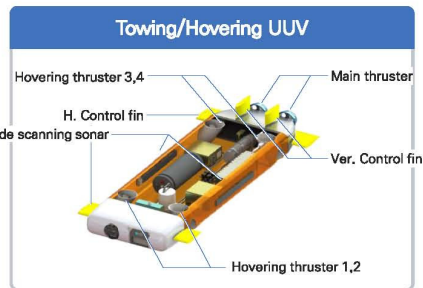 Towing/Hovering UUV
Hovering thruster 3,4
Main thruster
H. Control fin
de scanning sonar
Ver. Control fin
Hovering thruster 1,2